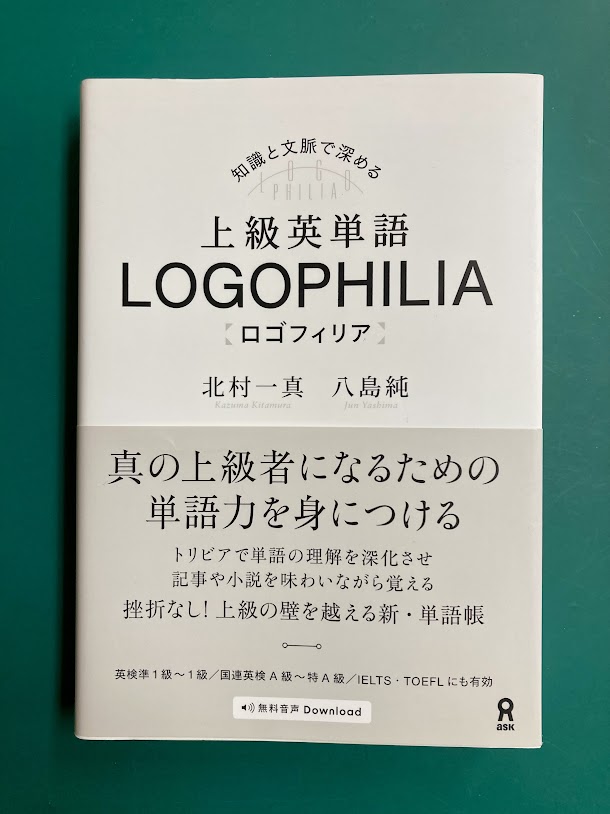 知識と文脈で深める
LOGO
PHILIA
上級英単語
LOGOPHILIA
【ロゴフィリア】
北村一真 八島純
Kazuma Kitamura Jun Yashima
真の上級者になるための
単語力を身につける
トリビアで単語の理解を深化させ
記事や小説を味わいながら覚える
挫折なし!上級の壁を越える新・単語帳
英検準1級〜1級/国連英検A級〜特A級/IELTS・TOEFLにも有効
無料音声 Download
ask